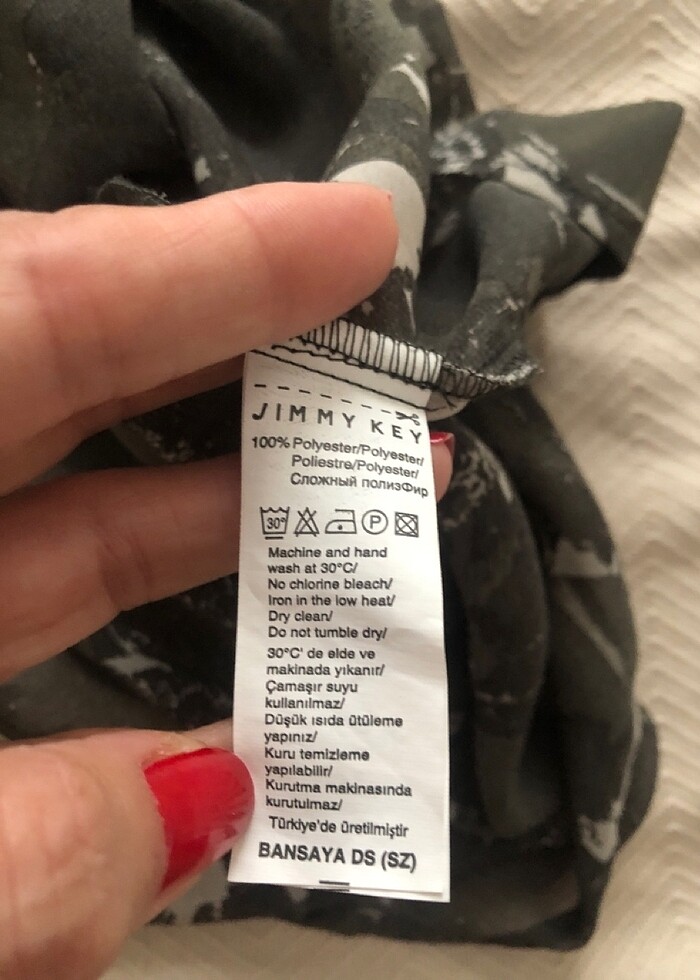 JIMMY KEY
100% Polyester/Polyester/
Poliestre/Polyester/
Сложный полизФир
30° P
Machine and hand
wash at 30°C/
No chlorine bleach/
Iron in the low heat/
Dry clean/
Do not tumble dry/
30°C' de elde ve
makinada yıkanır/
Çamaşır suyu
kullanılmaz/
Düşük ısıda ütüleme
yapınız/
Kuru temizleme
yapılabilir/
Kurutma makinasında
kurutulmaz/
Türkiye'de üretilmiştir
BANSAYA DS (SZ)